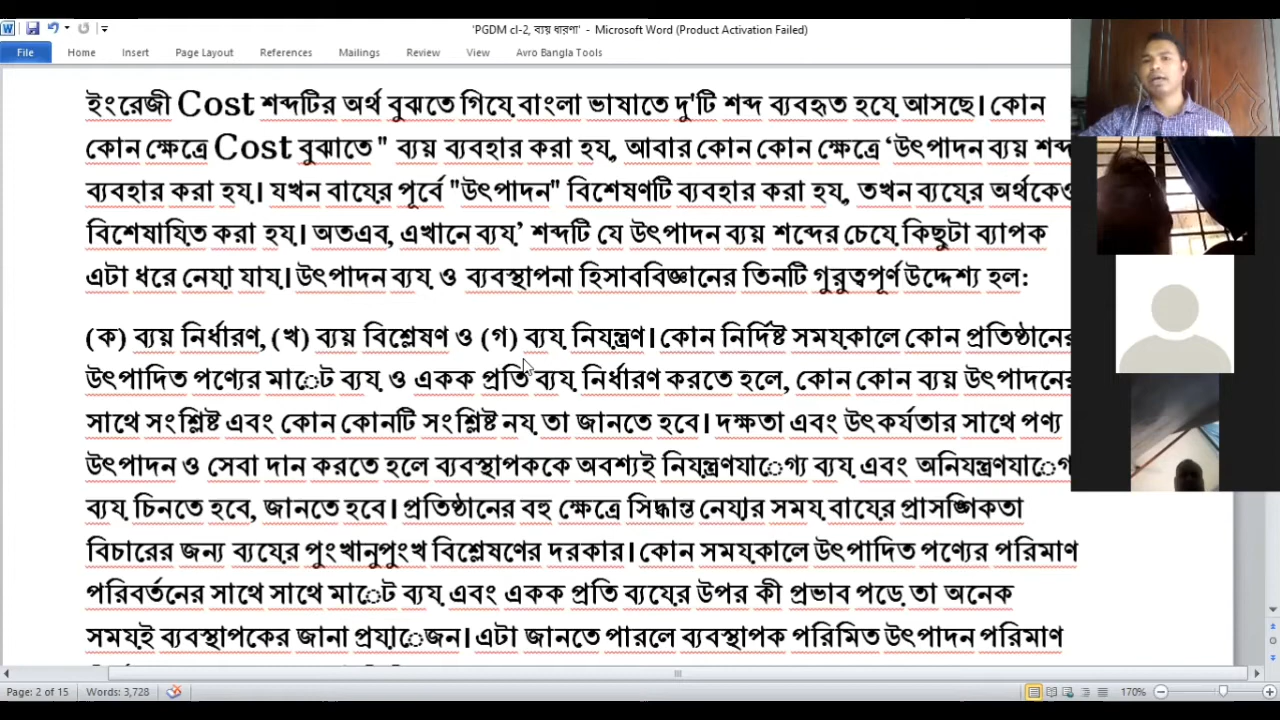 'PGDM cl-2, ব্যয় ধারণা' - Microsoft Word (Product Activation Failed)
File Home Insert Page Layout References Mailings Review View Avro Bangla Tools
ইংরেজী Cost শব্দটির অর্থ বুঝতে গিয়ে বাংলা ভাষাতে দু'টি শব্দ ব্যবহৃত হয়ে আসছে। কোন
কোন ক্ষেত্রে Cost বুঝাতে" ব্যয় ব্যবহার করা হয়, আবার কোন কোন ক্ষেত্রে ‘উৎপাদন ব্যয় শব্দ
ব্যবহার করা হয়। যখন বায়ের পূর্বে "উৎপাদন" বিশেষণটি ব্যবহার করা হয়, তখন ব্যয়ের অর্থকেও
বিশেষায়িত করা হয়। অতএব, এখানে ব্যয়’ শব্দটি যে উৎপাদন ব্যয় শব্দের চেয়ে কিছুটা ব্যাপক
এটা ধরে নেয়া যায়। উৎপাদন ব্যয় ও ব্যবস্থাপনা হিসাববিজ্ঞানের তিনটি গুরুত্বপূর্ণ উদ্দেশ্য হল:
(ক) ব্যয় নির্ধারণ, (খ) ব্যয় বিশ্লেষণ ও (গ) ব্যয় নিয়ন্ত্রণ। কোন নির্দিষ্ট সময়কালে কোন প্রতিষ্ঠানের
উৎপাদিত পণ্যের মােট ব্যয় ও একক প্রতি ব্যয় নির্ধারণ করতে হলে, কোন কোন ব্যয় উৎপাদনের
সাথে সংশ্লিষ্ট এবং কোন কোনটি সংশ্লিষ্ট নয় তা জানতে হবে। দক্ষতা এবং উৎকর্যতার সাথে পণ্য
উৎপাদন ও সেবা দান করতে হলে ব্যবস্থাপককে অবশ্যই নিয়ন্ত্রণযােগ্য ব্যয় এবং অনিয়ন্ত্রণযােগ
ব্যয় চিনতে হবে, জানতে হবে। প্রতিষ্ঠানের বহু ক্ষেত্রে সিদ্ধান্ত নেয়ার সময় বায়ের প্রাসঙ্গিকতা
বিচারের জন্য ব্যয়ের পুংখানুপুংখ বিশ্লেষণের দরকার। কোন সময়কালে উৎপাদিত পণ্যের পরিমাণ
পরিবর্তনের সাথে সাথে মােট ব্যয় এবং একক প্রতি ব্যয়ের উপর কী প্রভাব পড়ে তা অনেক
সময়ই ব্যবস্থাপকের জানা প্রয়ােজন। এটা জানতে পারলে ব্যবস্থাপক পরিমিত উৎপাদন পরিমাণ
Page: 2 of 15 Words: 3,728 170%